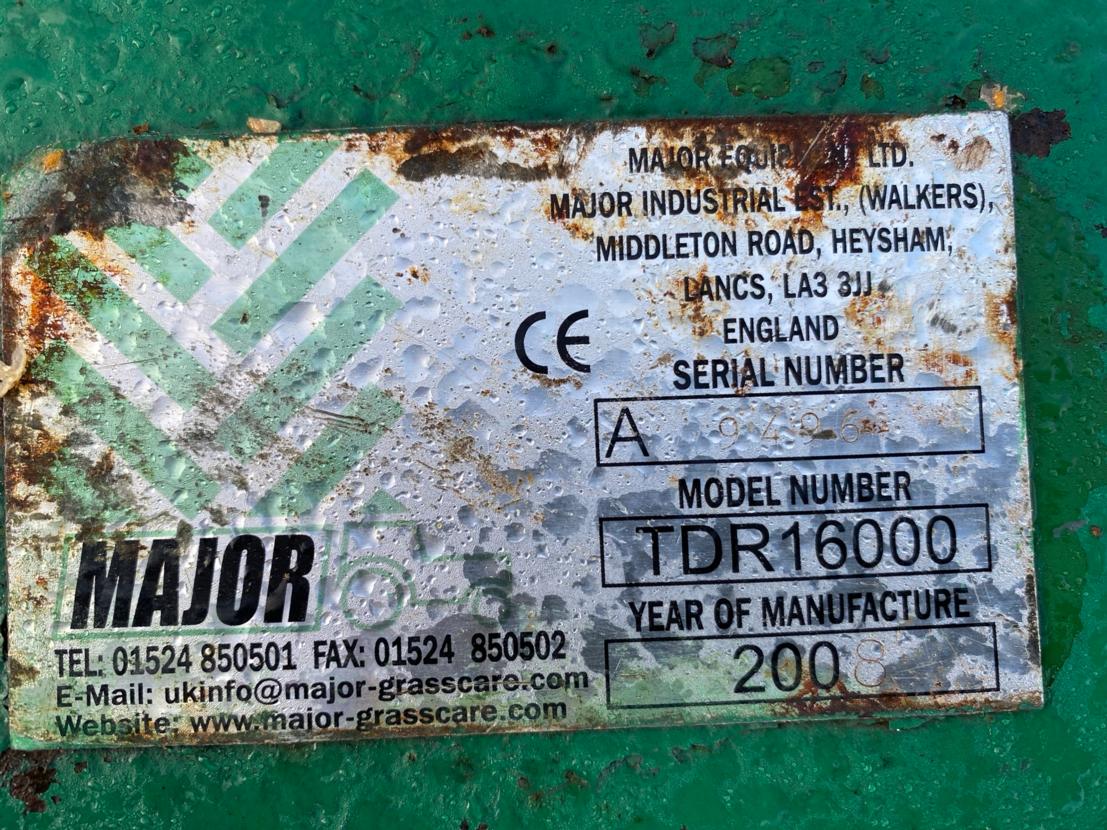 MAJOR EQUIPMENT LTD.
MAJOR INDUSTRIAL EST., (WALKERS),
MIDDLETON ROAD, HEYSHAM,
LANCS, LA3 3JJ
ENGLAND
CE
SERIAL NUMBER
A 9496
MODEL NUMBER
TDR16000
YEAR OF MANUFACTURE
2008
MAJOR
TEL: 01524 850501 FAX: 01524 850502
E-Mail: ukinfo@major-grasscare.com
Website: www.major-grasscare.com